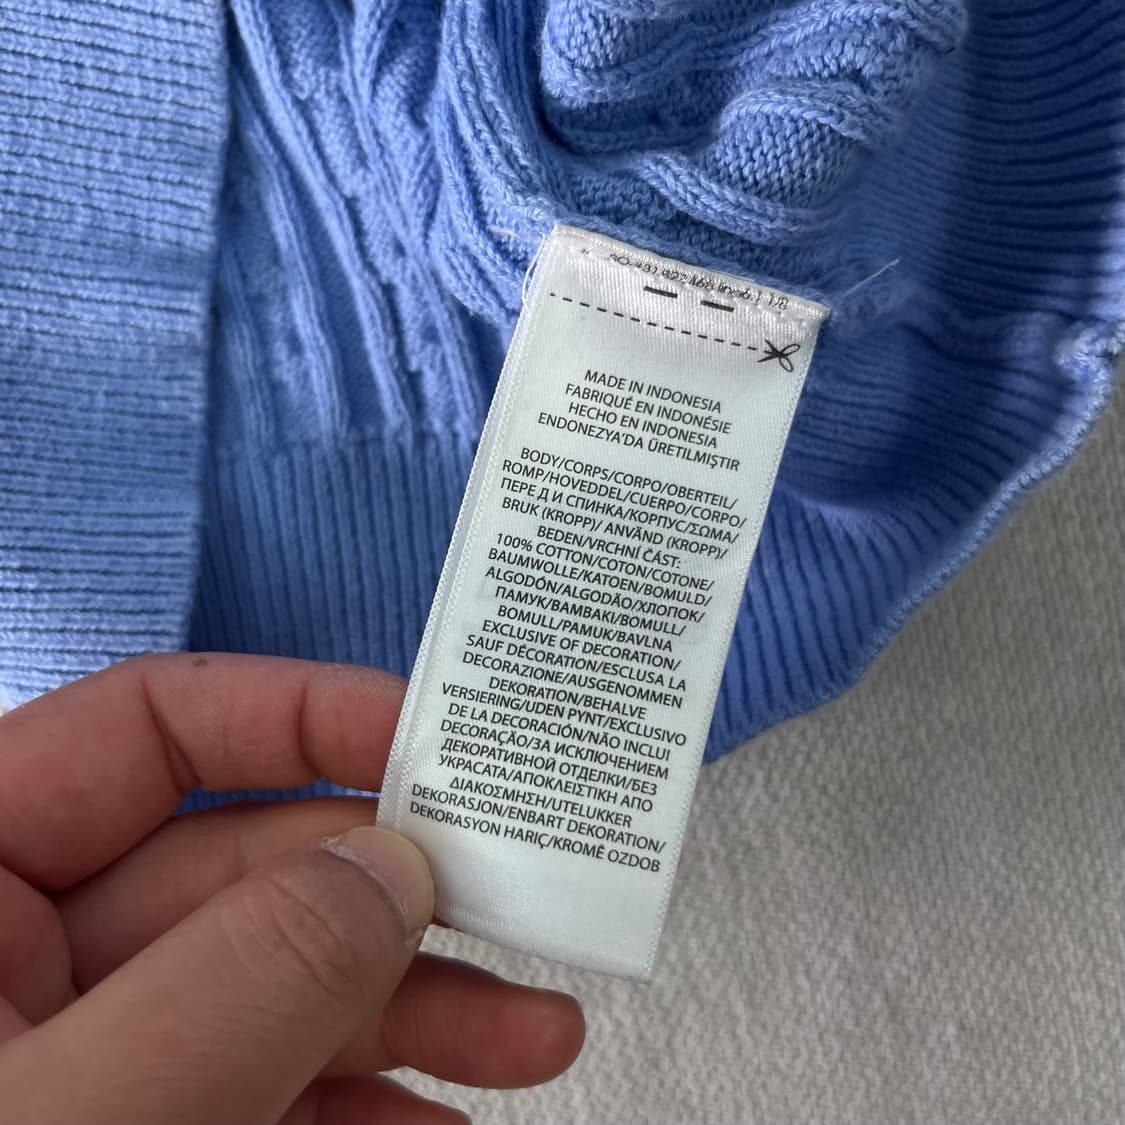 MADE IN INDONESIA
FABRIQUÉ EN INDONÉSIE
HECHO EN INDONESIA
ENDONEZYA'DA ÜRETILMIŞTIR
BODY/CORPS/CORPO/OBERTEIL/
ROMP/HOVEDDEL/CUERPO/CORPO/
ПЕРЕ Д И СПИНКА/КОРПУС/ΣΩΜΑ/
BRUK (KROPP)/ ANVÄND (KROPP)/
BEDEN/VRCHNÍ ČÁST:
100% COTTON/COTON/COTONE/
BAUMWOLLE/KATOEN/BOMULD/
ALGODÓN/ALGODÃO/ХЛОПОК/
ПАМУК/ΒΑΜΒΑΚΙ/BOMULL/
BOMULL/PAMUK/BAVLNA
EXCLUSIVE OF DECORATION/
SAUF DÉCORATION/ESCLUSA LA
DECORAZIONE/AUSGENOMMEN
DEKORATION/BEHALVE
VERSIERING/UDEN PYNT/EXCLUSIVO
DE LA DECORACIÓN/NÃO INCLUI
DECORAÇÃO/ЗА ИСКЛЮЧЕНИЕМ
ДЕКОРАТИВНОЙ ОТДЕЛКИ/БЕЗ
УКРАСАТА/ΑΠΟΚΛΕΙΣΤΙΚΗ ΑΠΟ
ΔΙΑΚΟΣΜΗΣΗ/UTELUKKER
DEKORASJON/ENBART DEKORATION/
DEKORASYON HARIÇ/KROMĚ OZDOB